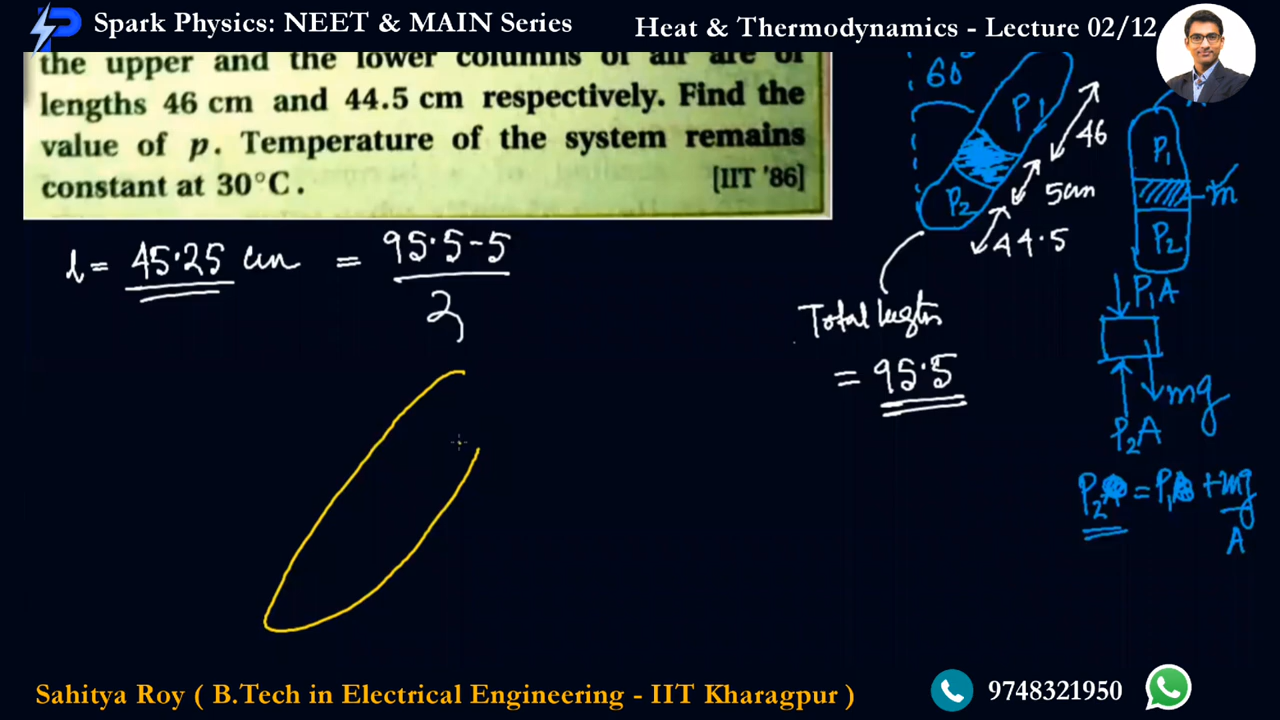 Spark Physics: NEET & MAIN Series
Heat & Thermodynamics - Lecture 02/12
the upper and the lower columns of air are of
lengths 46 cm and 44.5 cm respectively. Find the
value of p. Temperature of the system remains
constant at 30°C.
[IIT '86]
l = 45.25 cm = 95.5-5
2
60°
P1
46
5cm
P2
44.5
Total length
= 95.5
P1
m
P2
P1A
mg
P2A
P2 = P1 + mg
A
Sahitya Roy ( B.Tech in Electrical Engineering - IIT Kharagpur )
9748321950